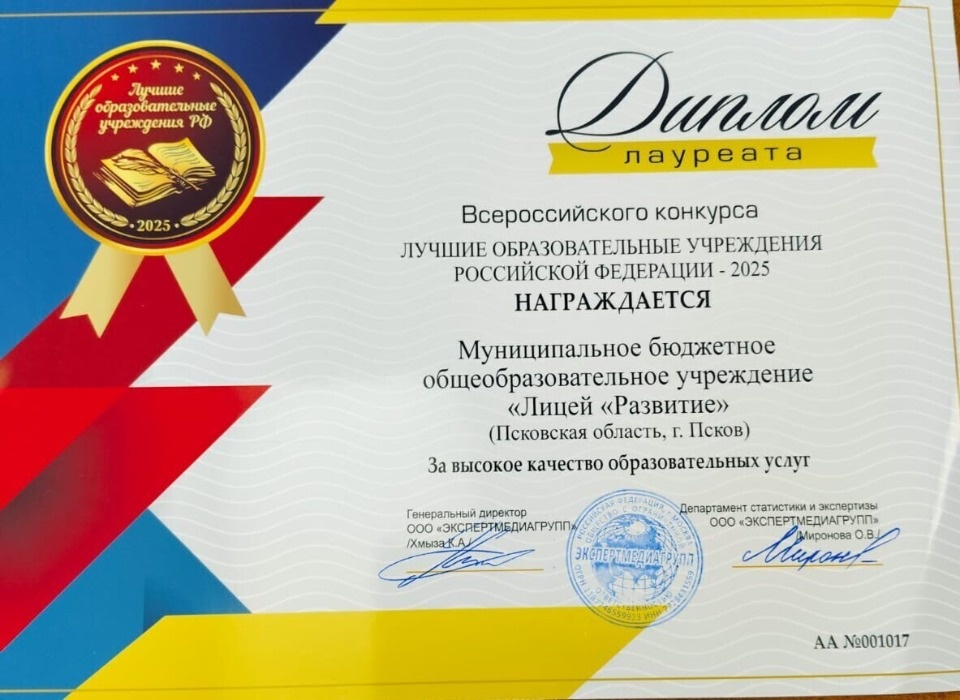 Лучшие
образовательные
учреждения РФ
2025
Диплом
лауреата
Всероссийского конкурса
ЛУЧШИЕ ОБРАЗОВАТЕЛЬНЫЕ УЧРЕЖДЕНИЯ
РОССИЙСКОЙ ФЕДЕРАЦИИ - 2025
НАГРАЖДАЕТСЯ
Муниципальное бюджетное
общеобразовательное учреждение
«Лицей «Развитие»
(Псковская область, г. Псков)
За высокое качество образовательных услуг
Генеральный директор
ООО «ЭКСПЕРТМЕДИАГРУПП»
/Хмыза К.А./
ЭКСПЕРТМЕДИАГРУПП
Департамент статистики и экспертизы
ООО «ЭКСПЕРТМЕДИАГРУПП»
/Миронова О.В./
АА №001017